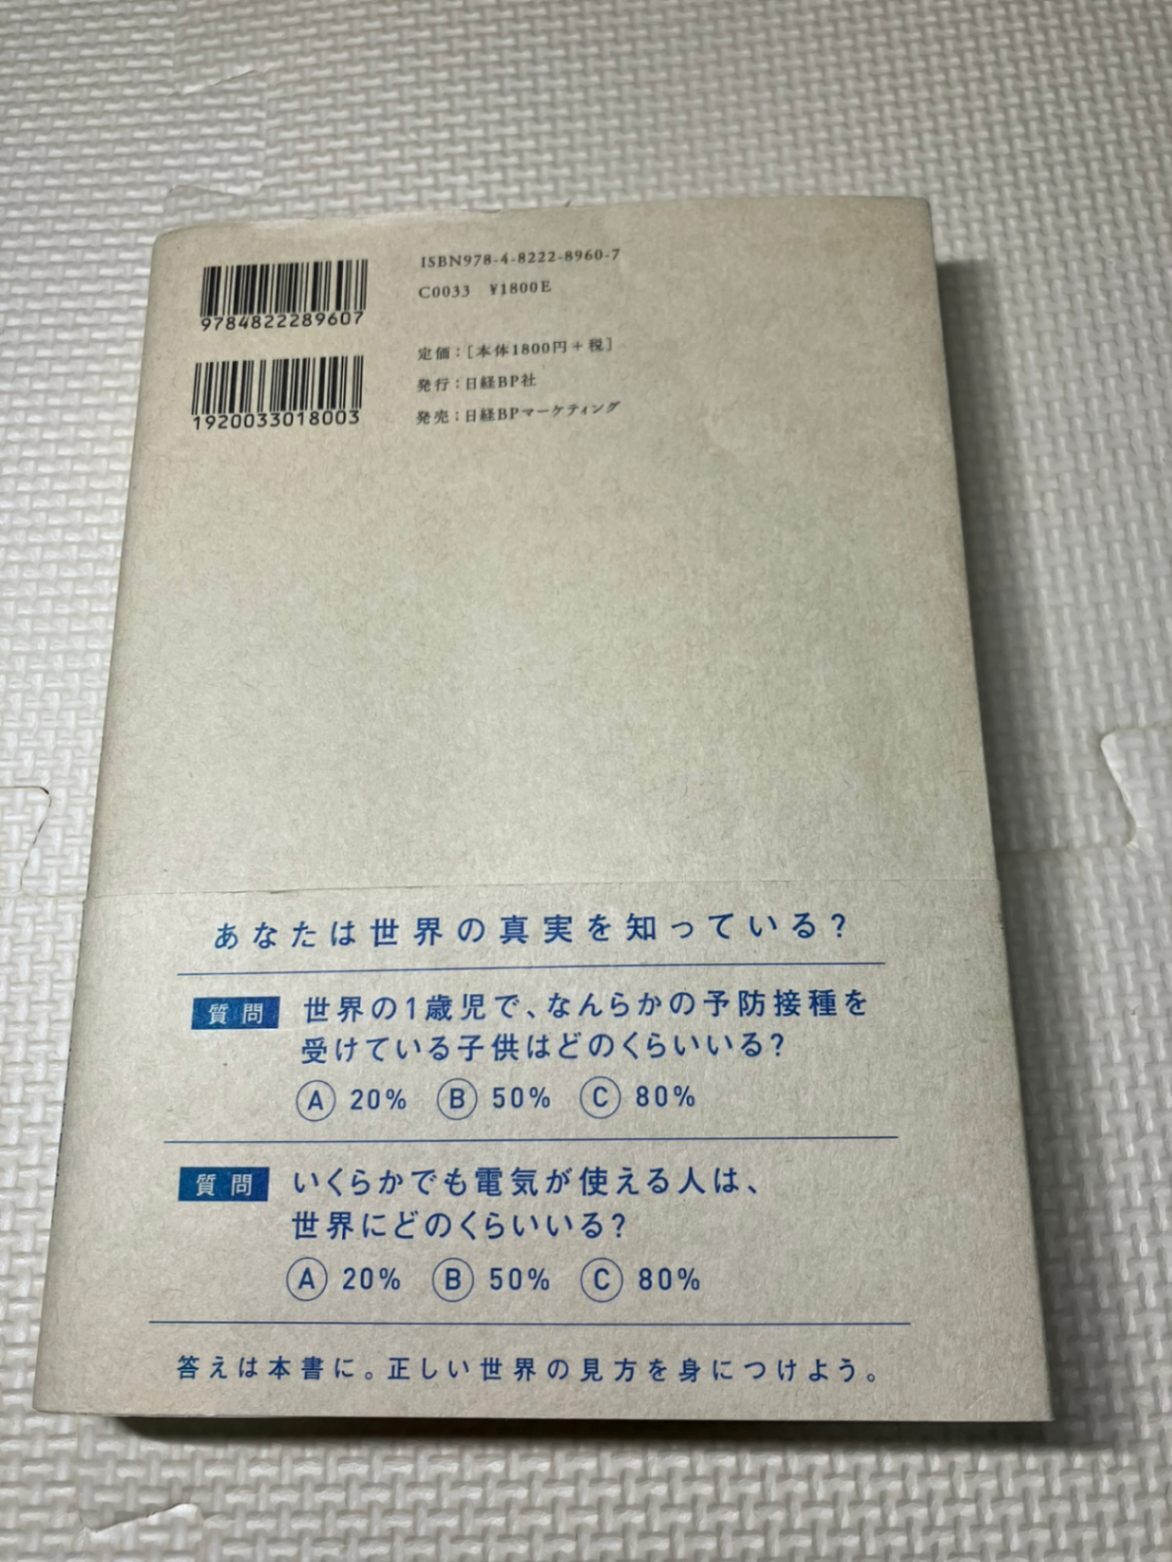 ISBN978-4-8222-8960-7
C0033 ¥1800E
9784822289607
定価：[本体1800円＋税]
発行：日経BP社
発売：日経BPマーケティング
1920033018003
あなたは世界の真実を知っている？
質問 世界の1歳児で、なんらかの予防接種を
受けている子供はどのくらいいる？
A 20% B 50% C 80%
質問 いくらかでも電気が使える人は、
世界にどのくらいいる？
A 20% B 50% C 80%
答えは本書に。正しい世界の見方を身につけよう。